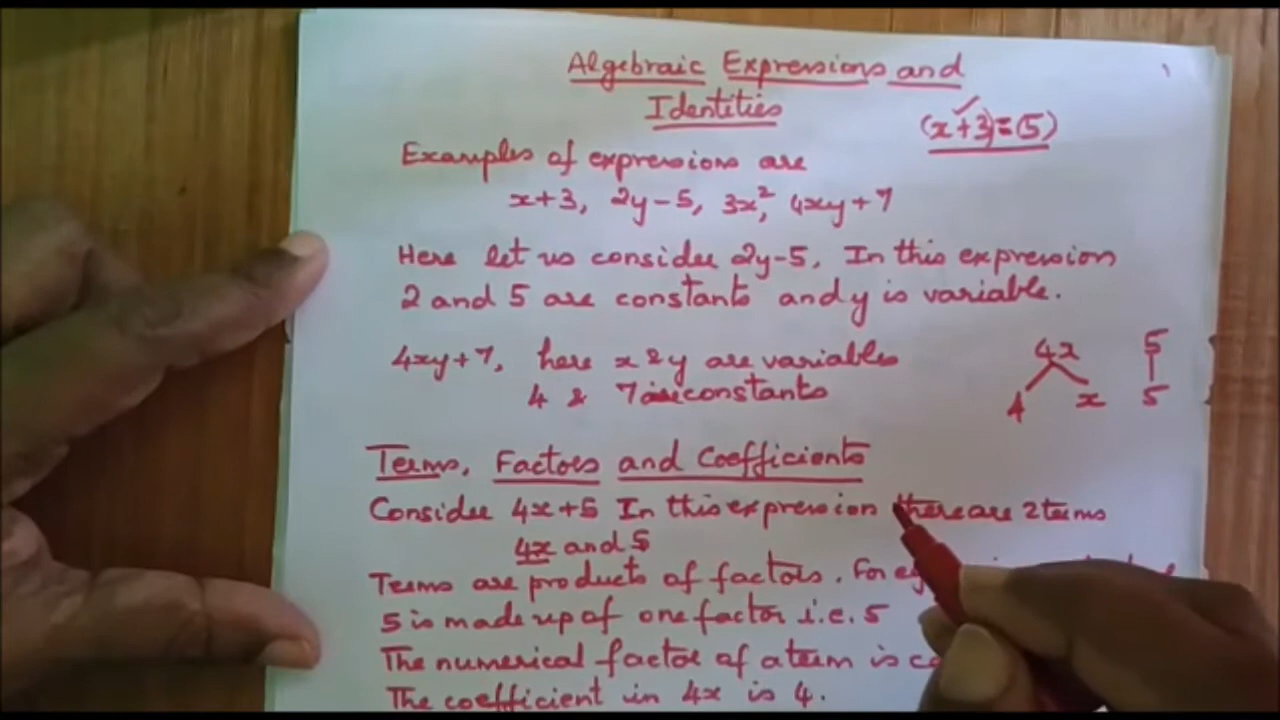 Algebraic Expressions and
Identities
(x+3)=(5)
Examples of expressions are
x+3, 2y-5, 3x², 4xy+7
Here let us consider 2y-5. In this expression
2 and 5 are constants and y is variable.
4xy+7, here x & y are variables
4 & 7 are constants
4x 5
4 x 5
Terms, Factors and Coefficients
Consider 4x+5 In this expression there are 2 terms
4x and 5
Terms are products of factors. For eg
5 is made up of one factor i.e. 5
The numerical factor of a term is
The coefficient in 4x is 4.